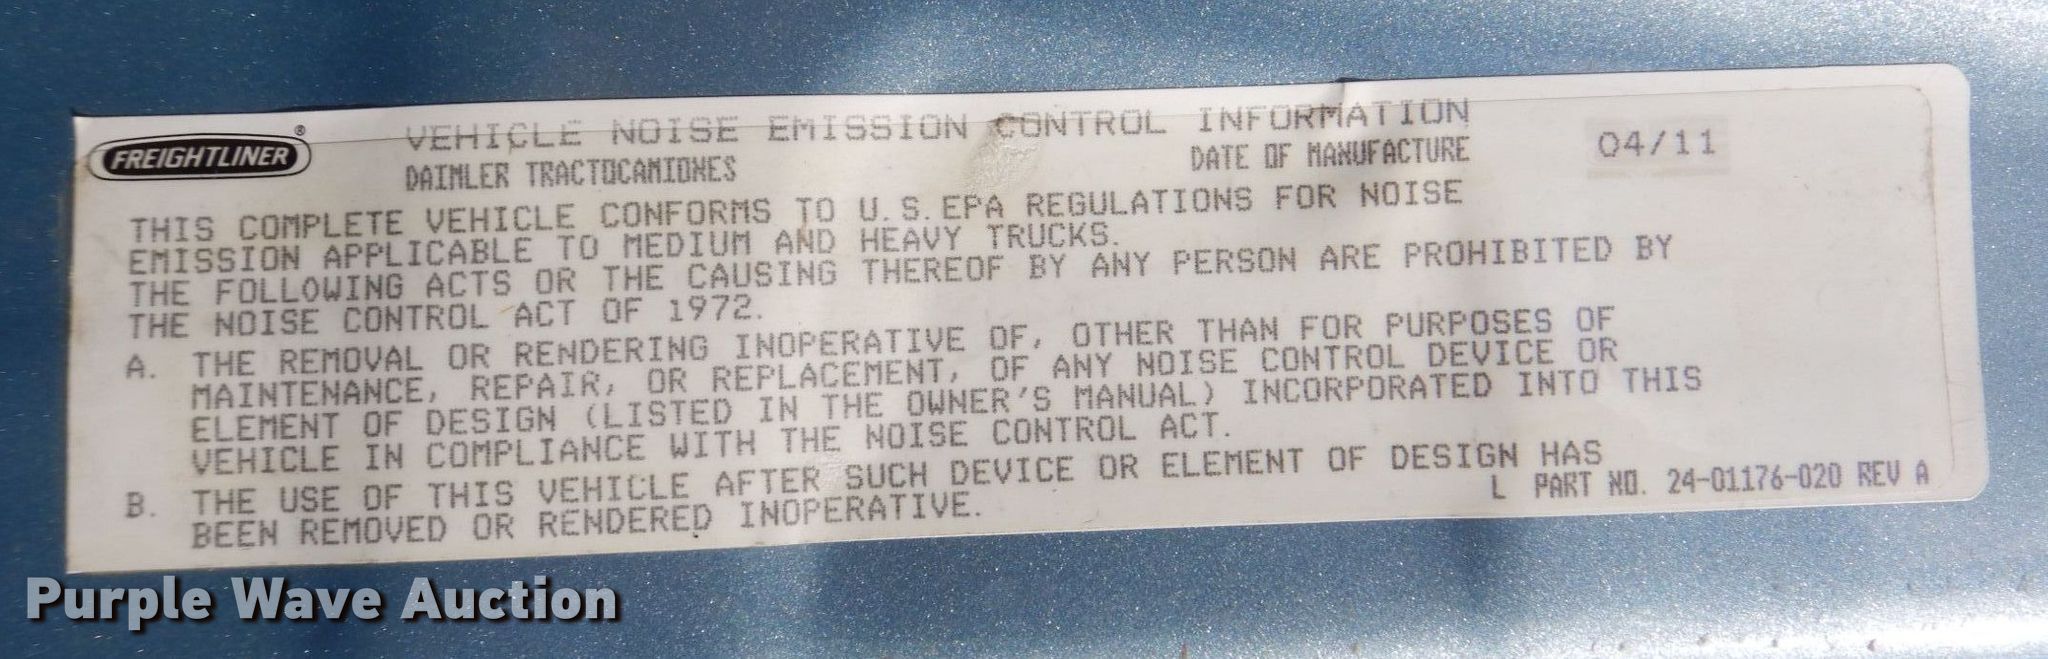 FREIGHTLINER®
VEHICLE NOISE EMISSION CONTROL INFORMATION
DAIMLER TRACTOCAMIONES DATE OF MANUFACTURE 04/11
THIS COMPLETE VEHICLE CONFORMS TO U.S.EPA REGULATIONS FOR NOISE
EMISSION APPLICABLE TO MEDIUM AND HEAVY TRUCKS.
THE FOLLOWING ACTS OR THE CAUSING THEREOF BY ANY PERSON ARE PROHIBITED BY
THE NOISE CONTROL ACT OF 1972.
A. THE REMOVAL OR RENDERING INOPERATIVE OF, OTHER THAN FOR PURPOSES OF
MAINTENANCE, REPAIR, OR REPLACEMENT, OF ANY NOISE CONTROL DEVICE OR
ELEMENT OF DESIGN (LISTED IN THE OWNER'S MANUAL) INCORPORATED INTO THIS
VEHICLE IN COMPLIANCE WITH THE NOISE CONTROL ACT.
B. THE USE OF THIS VEHICLE AFTER SUCH DEVICE OR ELEMENT OF DESIGN HAS
BEEN REMOVED OR RENDERED INOPERATIVE.
L PART NO. 24-01176-020 REV A
Purple Wave Auction